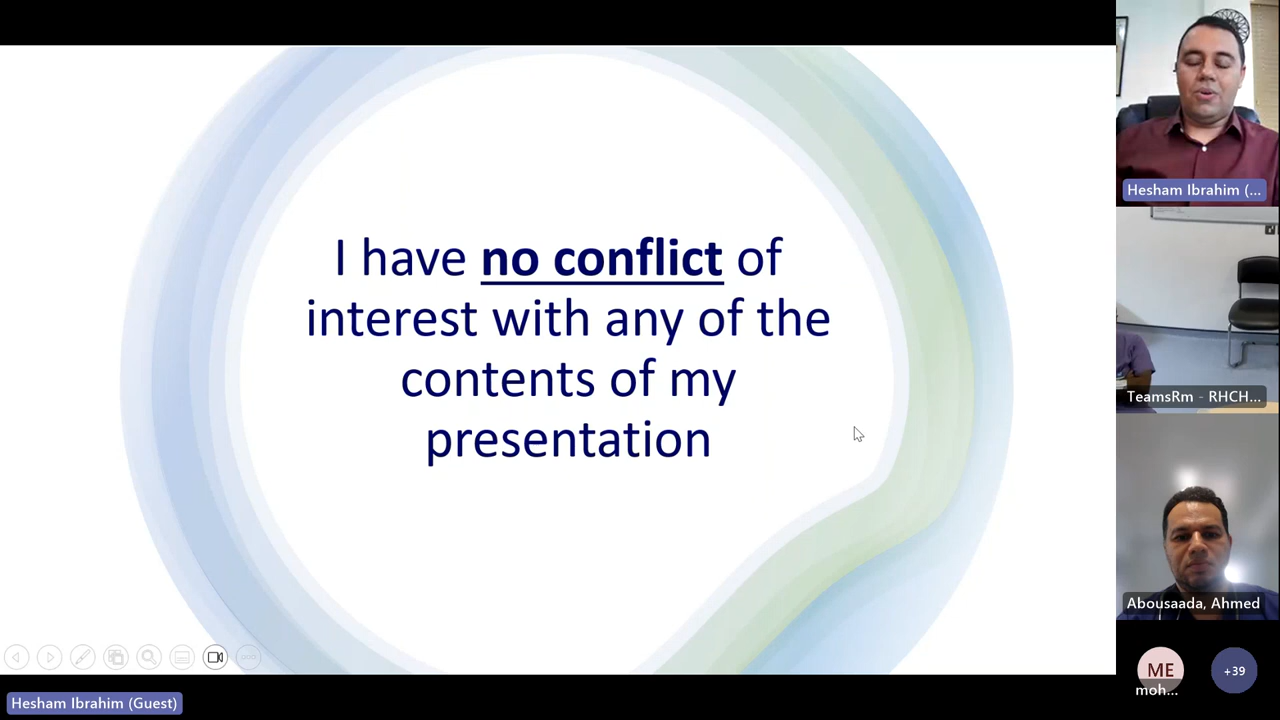 I have no conflict of
interest with any of the
contents of my
presentation
Hesham Ibrahim (...
TeamsRm - RHCH...
Abousaada, Ahmed
ME
moh...
+39
Hesham Ibrahim (Guest)